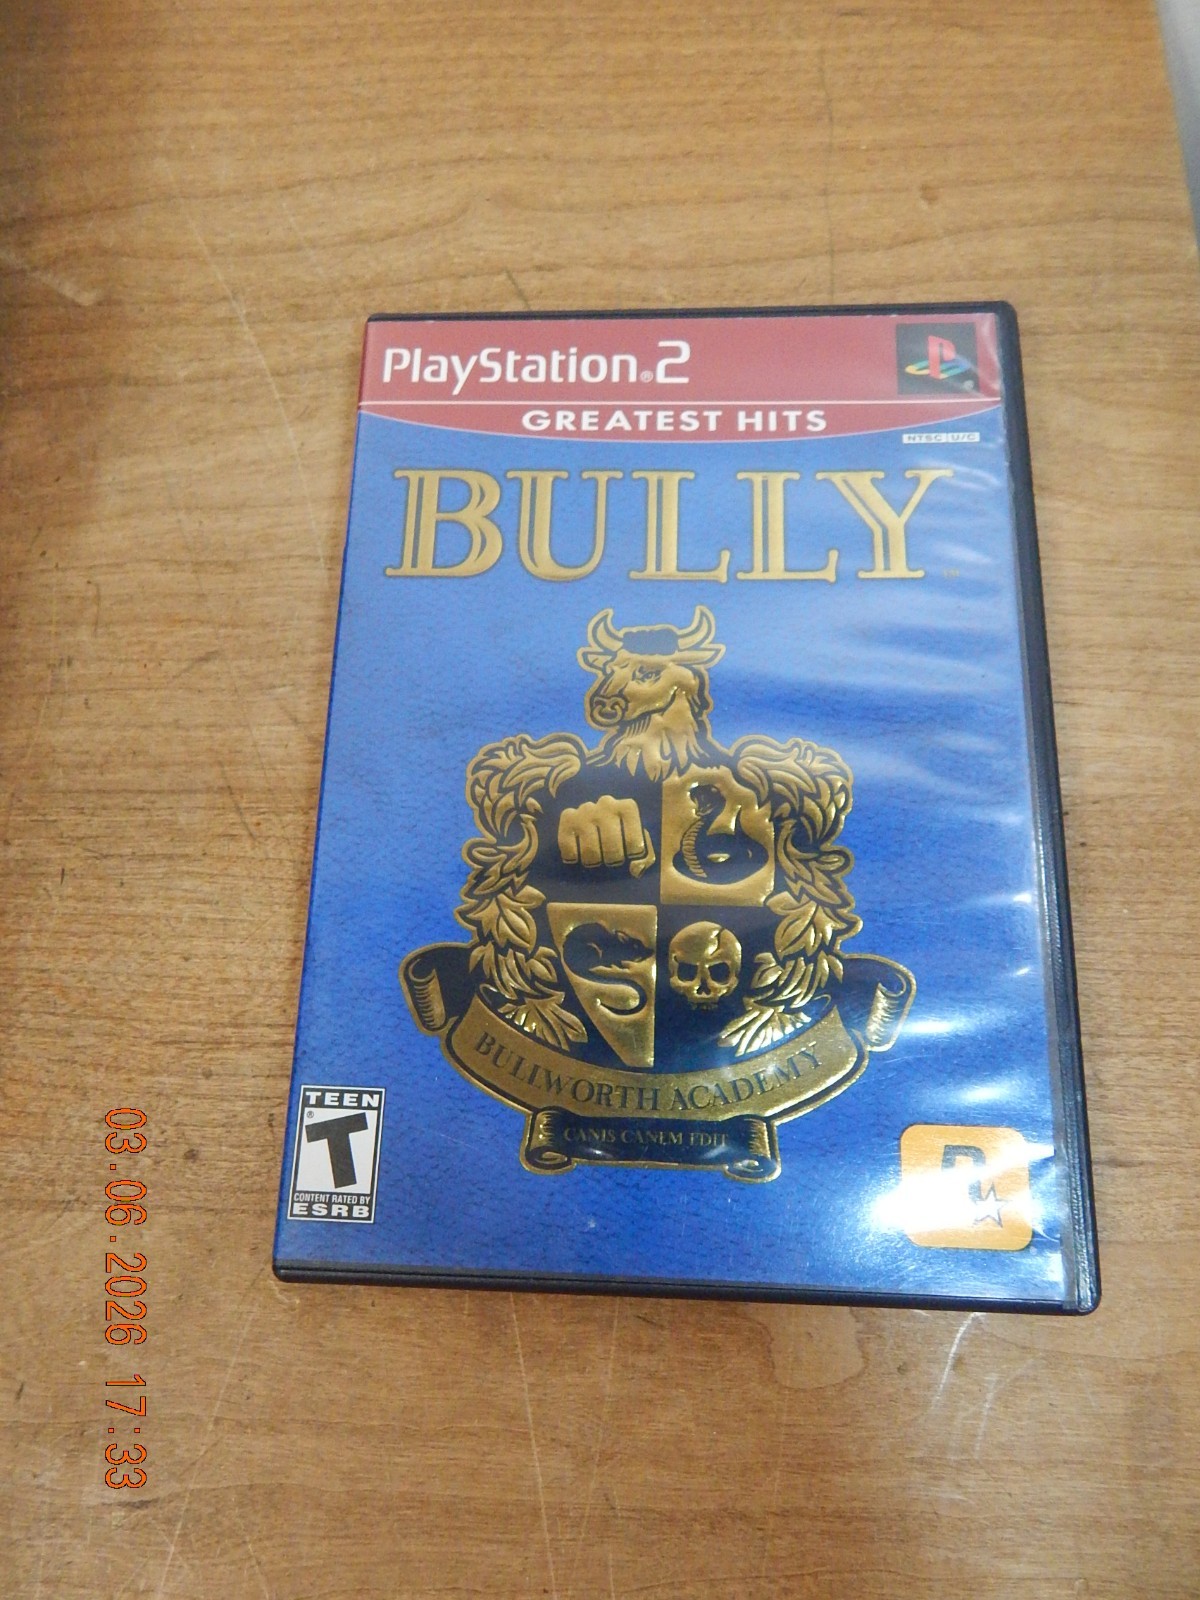 PlayStation®2
GREATEST HITS
NTSC U/C
BULLY™
BULLWORTH ACADEMY
CANIS CANEM EDIT
TEEN
T
®
CONTENT RATED BY
ESRB
R
03.06.2026 17:33